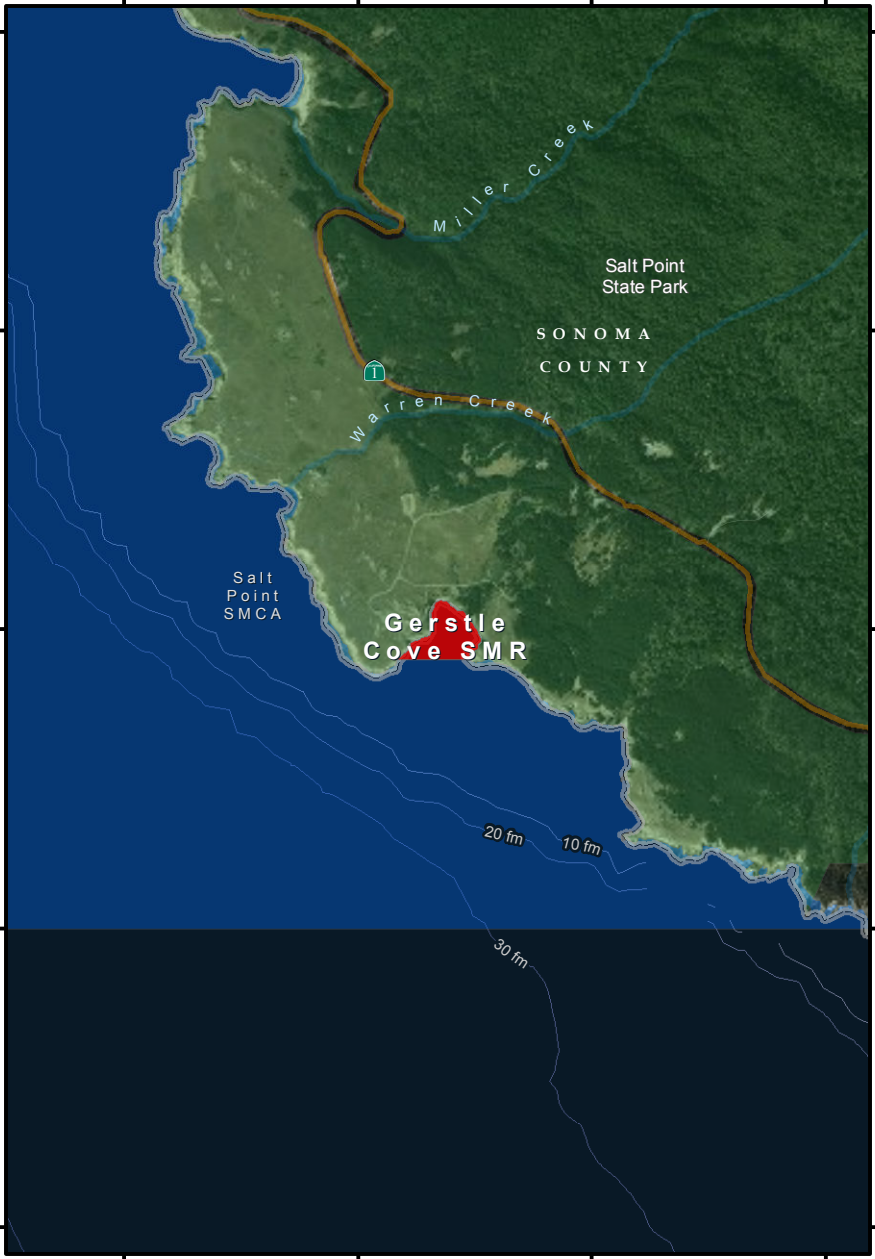 Miller Creek
Salt Point
State Park
SONOMA
COUNTY
1
Warren Creek
Salt
Point
SMCA
Gerstle
Cove SMR
20 fm
10 fm
30 fm